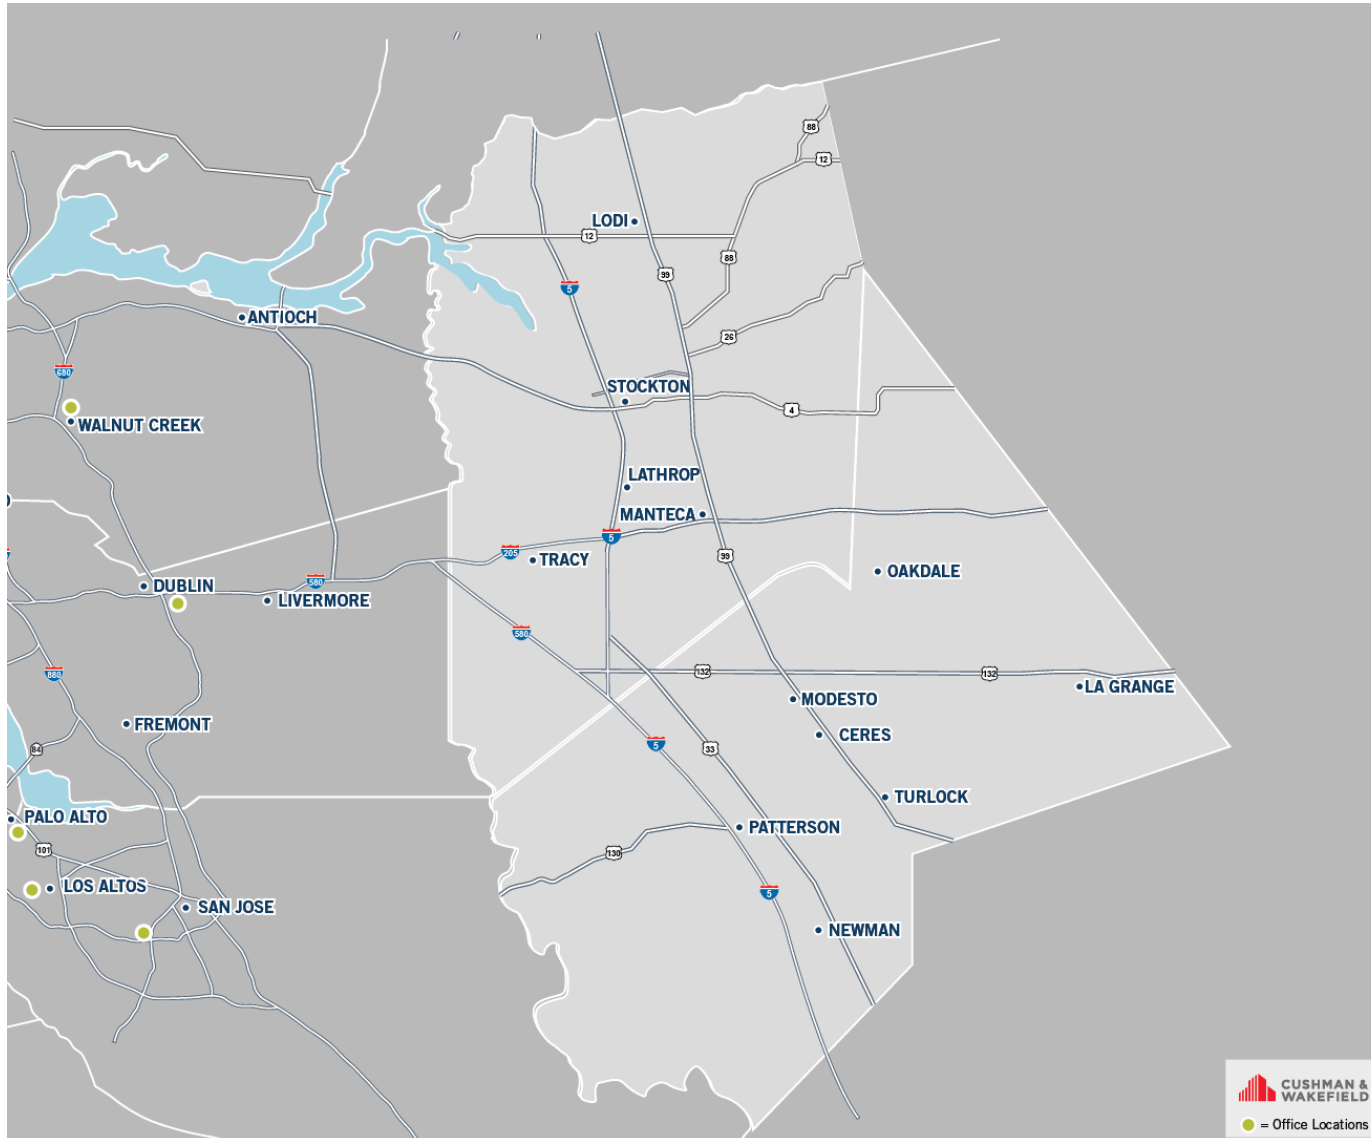 88
12
LODI
12
88
99
5
ANTIOCH
26
680
STOCKTON
4
WALNUT CREEK
LATHROP
MANTECA
5
205
TRACY
99
DUBLIN
580
LIVERMORE
OAKDALE
580
880
132
132
LA GRANGE
MODESTO
FREMONT
CERES
84
5
33
TURLOCK
PALO ALTO
PATTERSON
101
130
LOS ALTOS
5
SAN JOSE
NEWMAN
CUSHMAN &
WAKEFIELD
= Office Locations